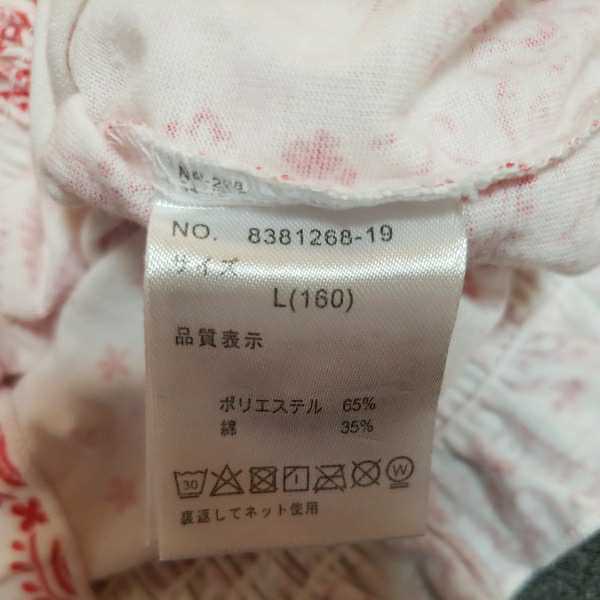 NO. 8381268-19
サイズ
L(160)
品質表示
ポリエステル 65%
綿 35%
30 W
裏返してネット使用